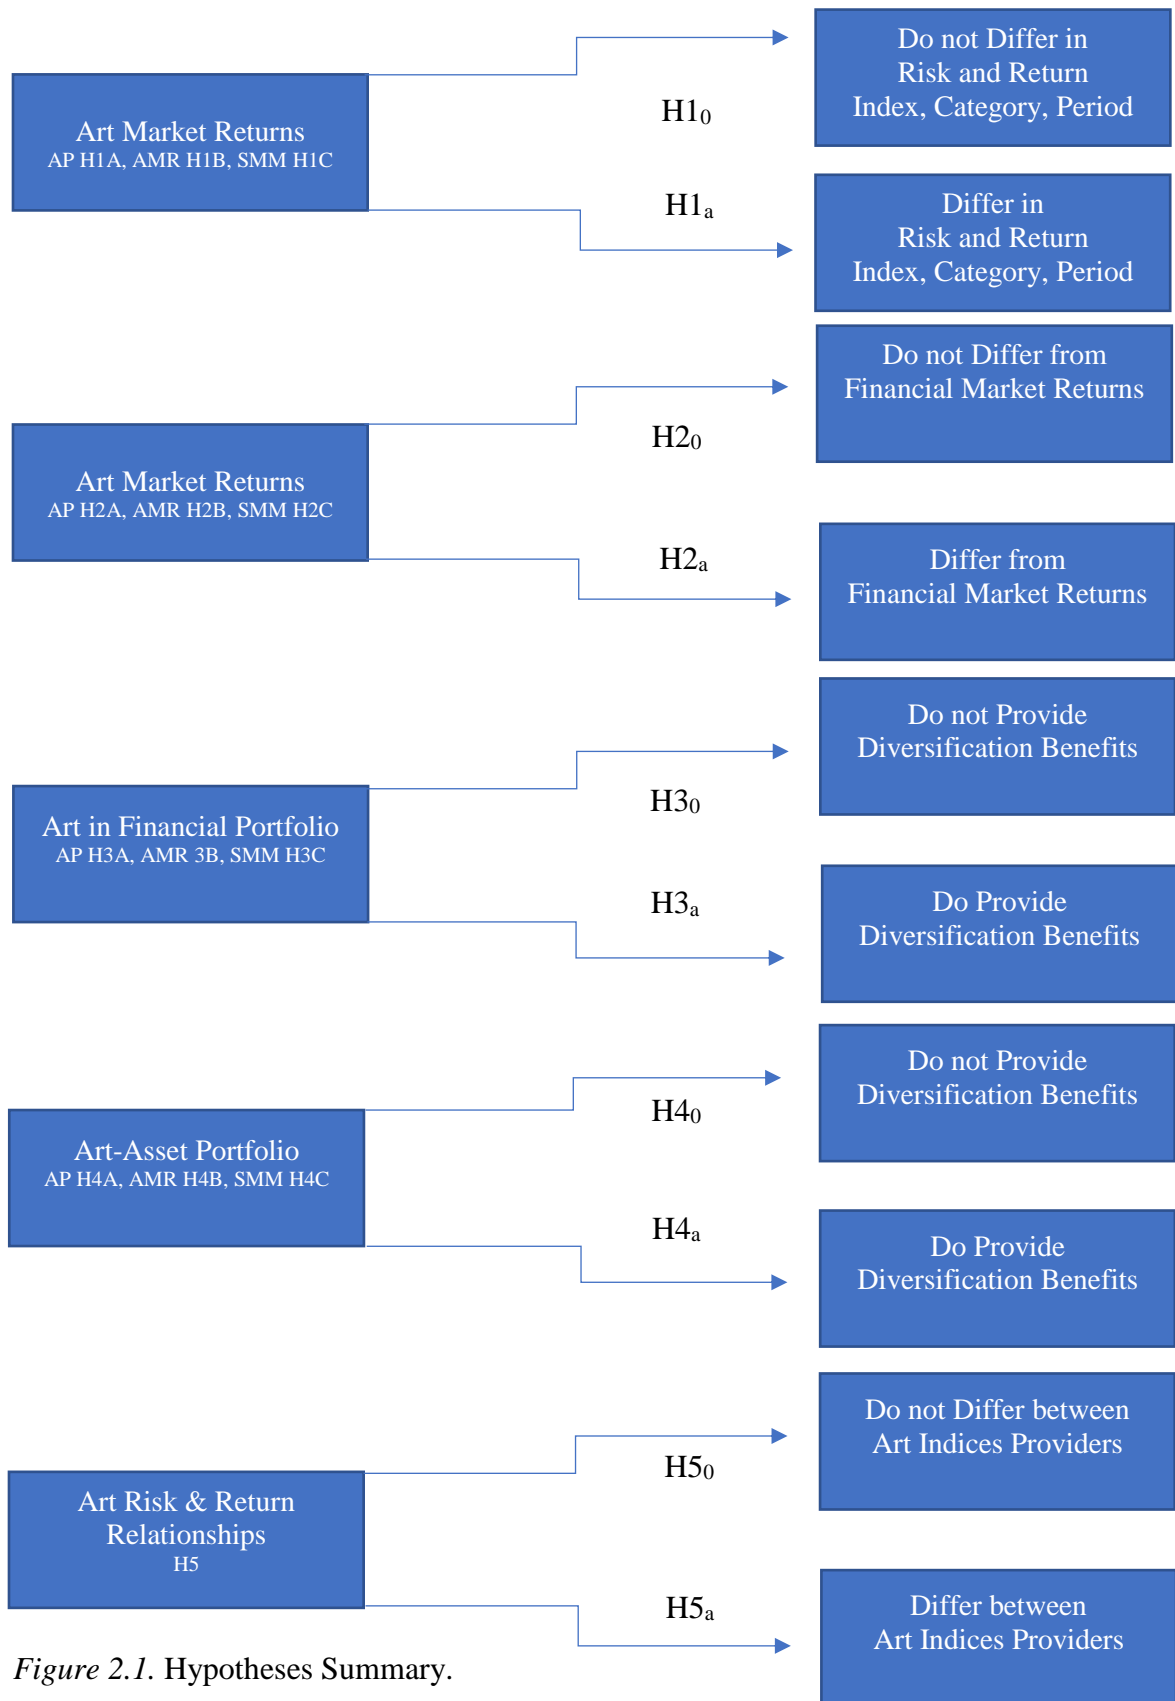 Art Market Returns
AP H1A, AMR H1B, SMM H1C
H1₀
Do not Differ in
Risk and Return
Index, Category, Period
H1ₐ
Differ in
Risk and Return
Index, Category, Period
Art Market Returns
AP H2A, AMR H2B, SMM H2C
H2₀
Do not Differ from
Financial Market Returns
H2ₐ
Differ from
Financial Market Returns
Art in Financial Portfolio
AP H3A, AMR 3B, SMM H3C
H3₀
Do not Provide
Diversification Benefits
H3ₐ
Do Provide
Diversification Benefits
Art-Asset Portfolio
AP H4A, AMR H4B, SMM H4C
H4₀
Do not Provide
Diversification Benefits
H4ₐ
Do Provide
Diversification Benefits
Art Risk & Return
Relationships
H5
H5₀
Do not Differ between
Art Indices Providers
H5ₐ
Differ between
Art Indices Providers
Figure 2.1. Hypotheses Summary.